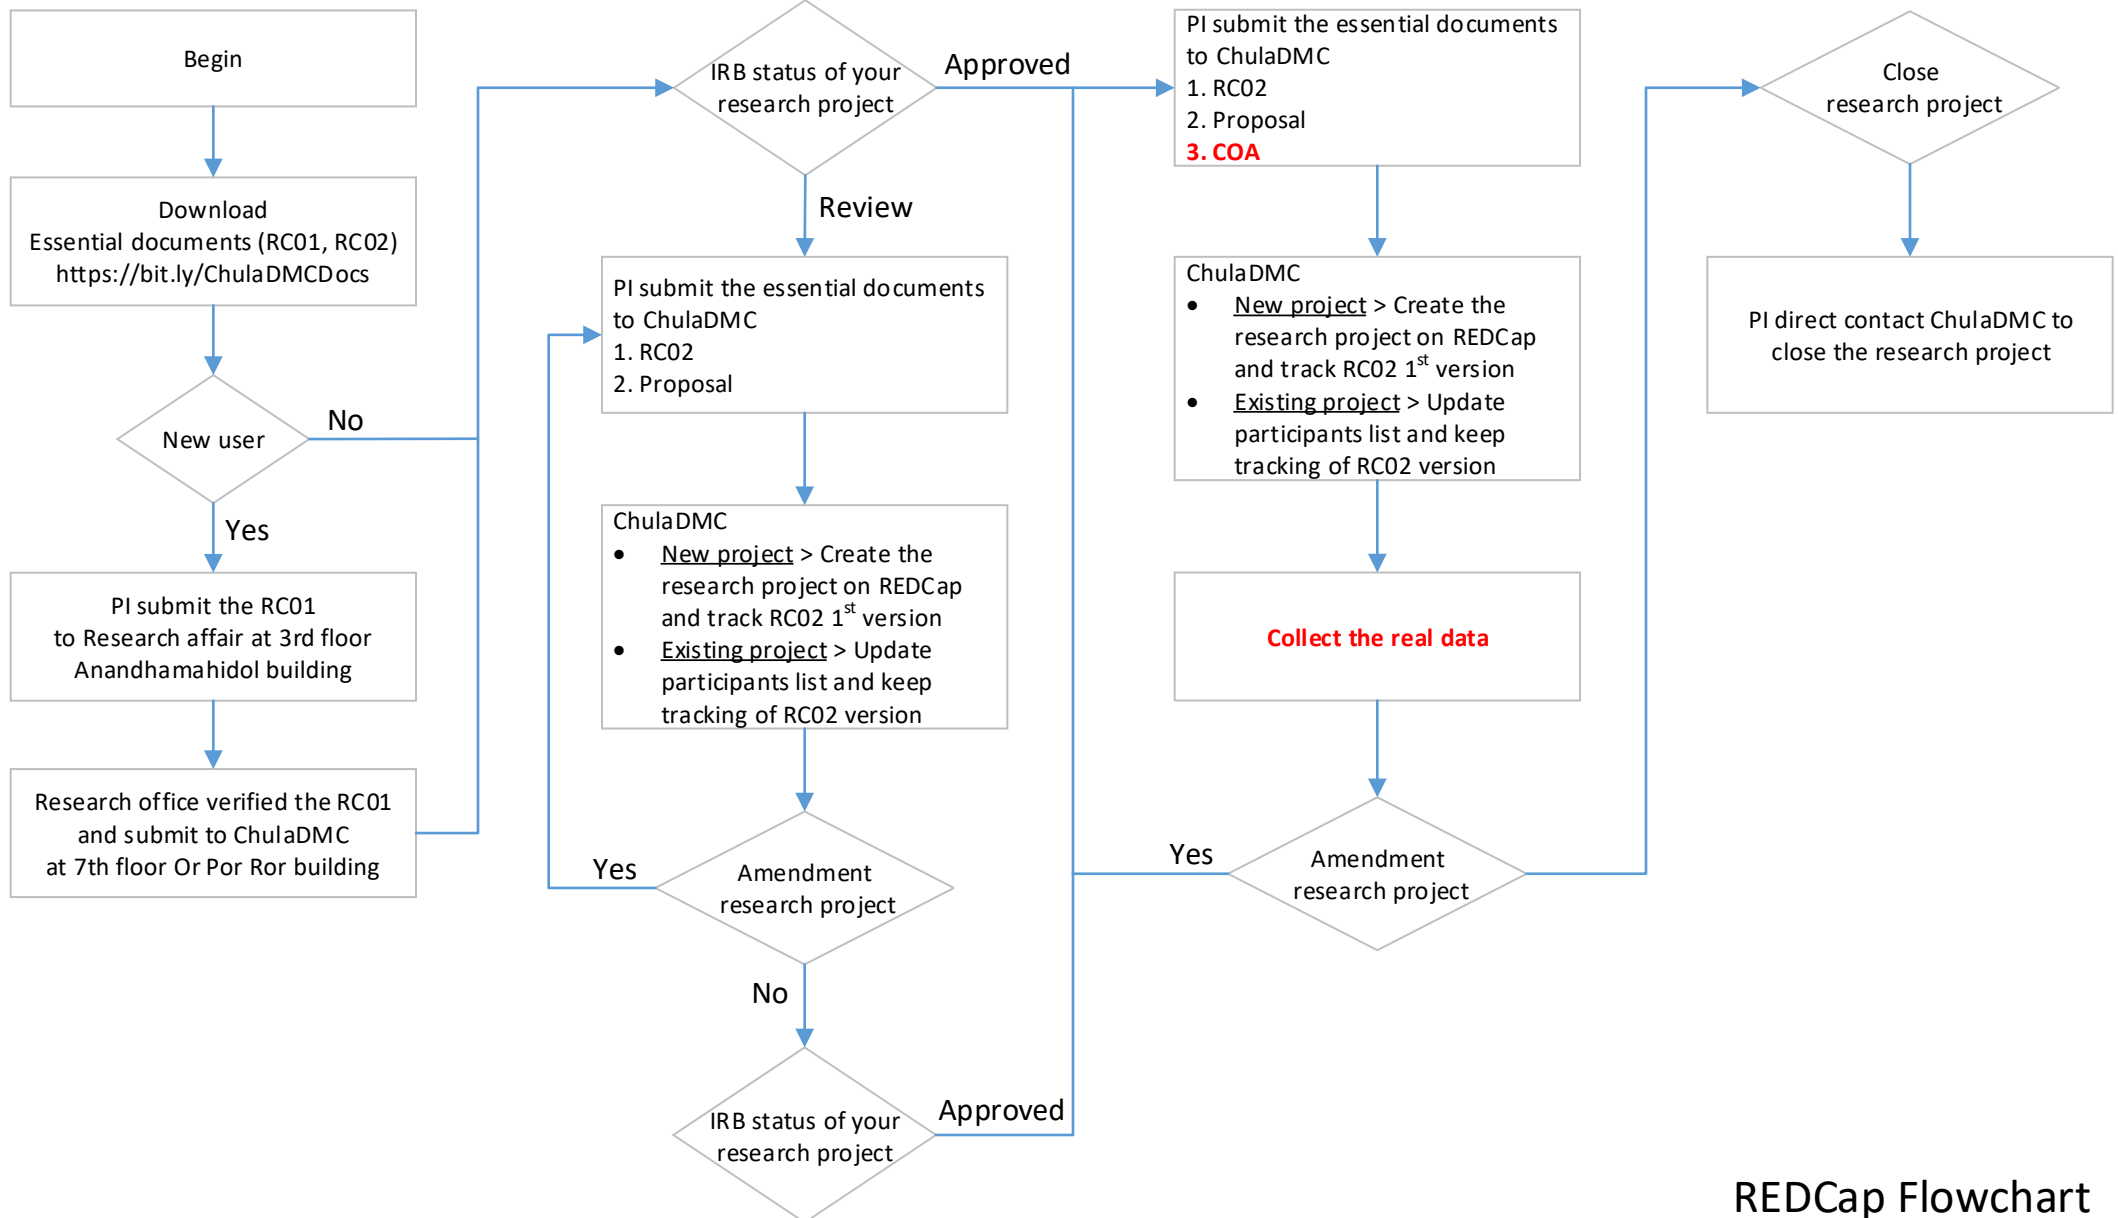 Begin
Download
Essential documents (RC01, RC02)
https://bit.ly/ChulaDMCDocs
New user
No
Yes
PI submit the RC01
to Research affair at 3rd floor
Anandhamahidol building
Research office verified the RC01
and submit to ChulaDMC
at 7th floor Or Por Ror building
IRB status of your
research project
Approved
Review
PI submit the essential documents
to ChulaDMC
1. RC02
2. Proposal
ChulaDMC
• New project > Create the
research project on REDCap
and track RC02 1st version
• Existing project > Update
participants list and keep
tracking of RC02 version
Amendment
research project
Yes
No
IRB status of your
research project
Approved
PI submit the essential documents
to ChulaDMC
1. RC02
2. Proposal
3. COA
ChulaDMC
• New project > Create the
research project on REDCap
and track RC02 1st version
• Existing project > Update
participants list and keep
tracking of RC02 version
Collect the real data
Amendment
research project
Yes
Close
research project
PI direct contact ChulaDMC to
close the research project
REDCap Flowchart